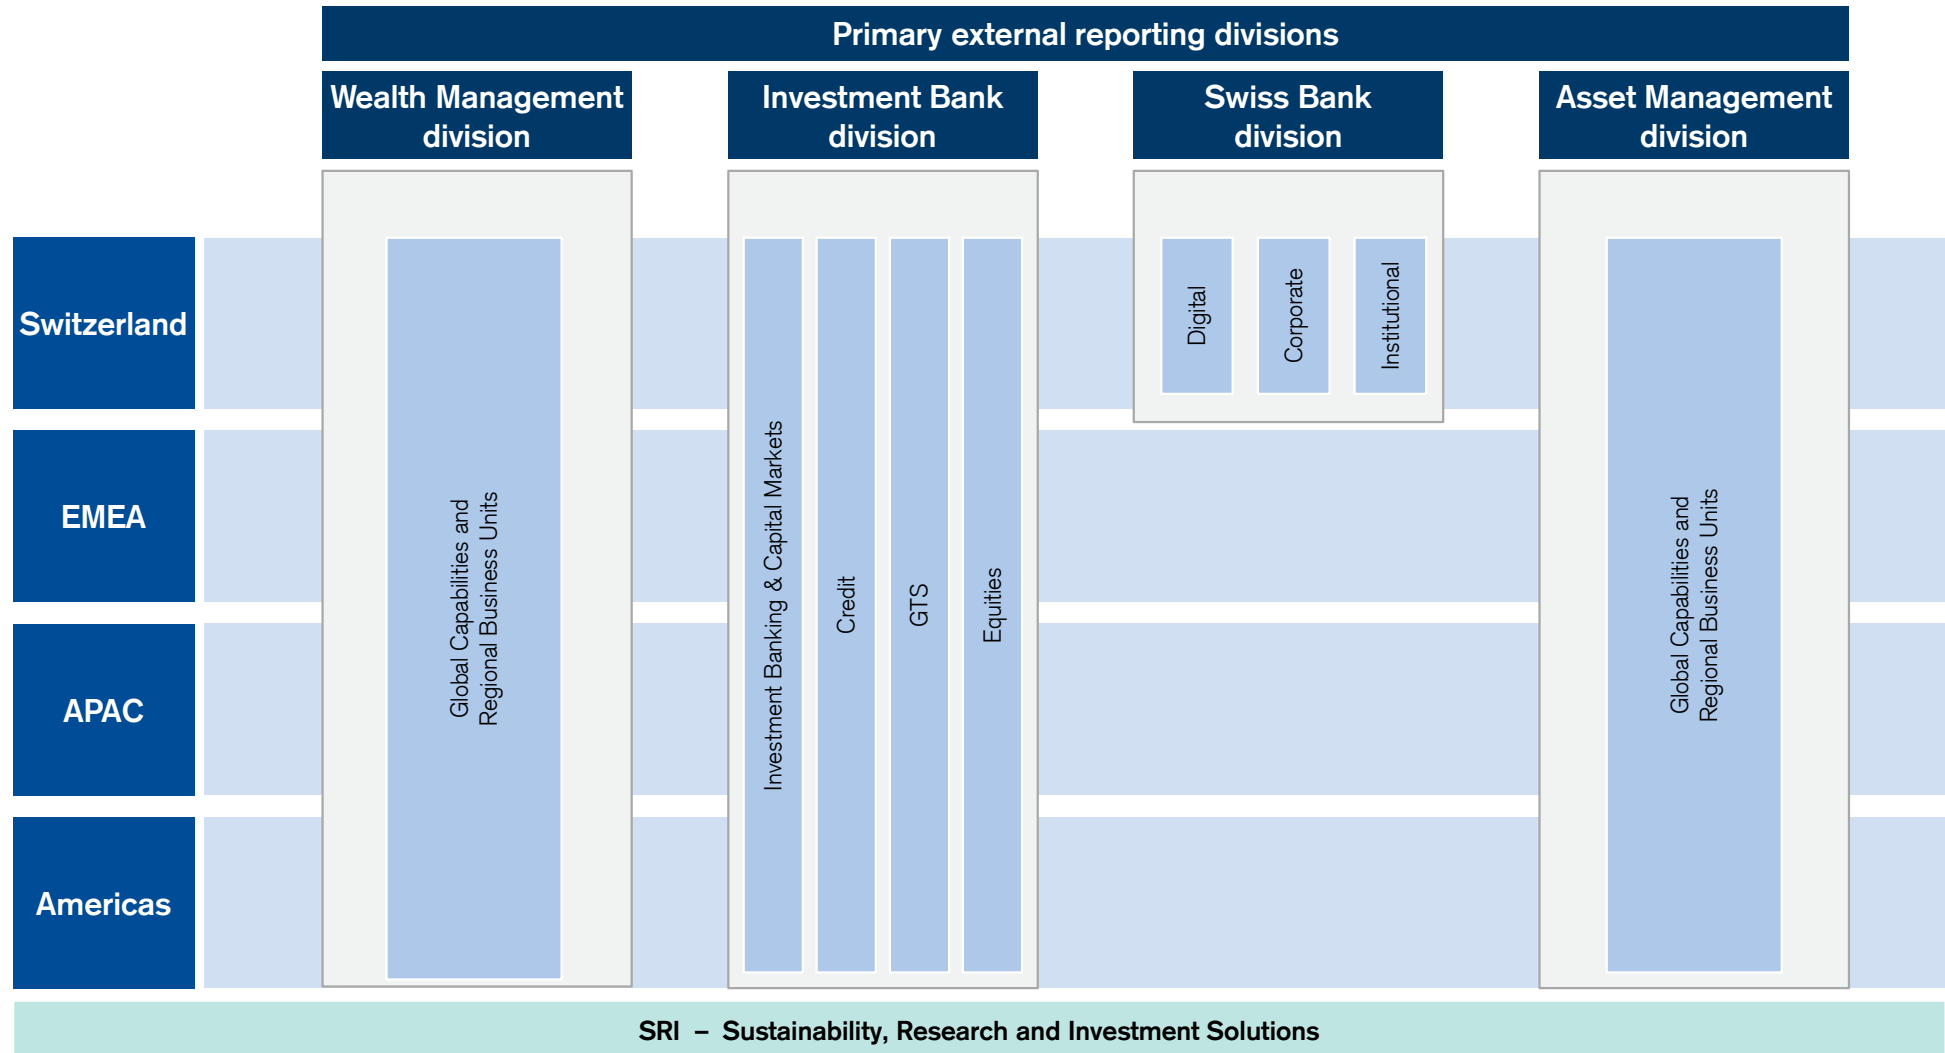 Primary external reporting divisions
Wealth Management
division
Investment Bank
division
Swiss Bank
division
Asset Management
division
Switzerland
EMEA
APAC
Americas
Global Capabilities and
Regional Business Units
Investment Banking & Capital Markets
Credit
GTS
Equities
Digital
Corporate
Institutional
Global Capabilities and
Regional Business Units
SRI – Sustainability, Research and Investment Solutions